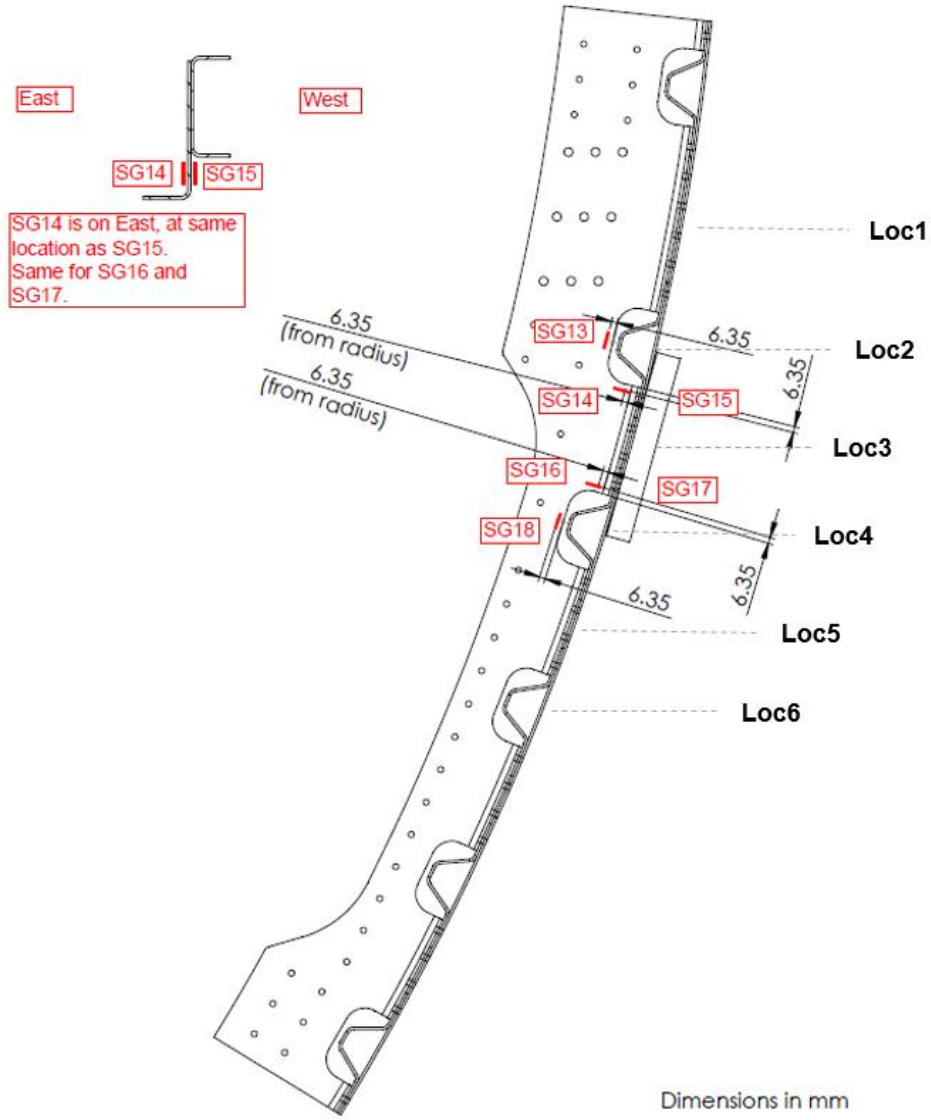 East
West
SG14
SG15
SG14 is on East, at same
location as SG15.
Same for SG16 and
SG17.
Loc1
6.35
(from radius)
SG13
6.35
Loc2
6.35
(from radius)
6.35
SG14
SG15
Loc3
SG16
SG17
SG18
Loc4
6.35
6.35
Loc5
Loc6
Dimensions in mm